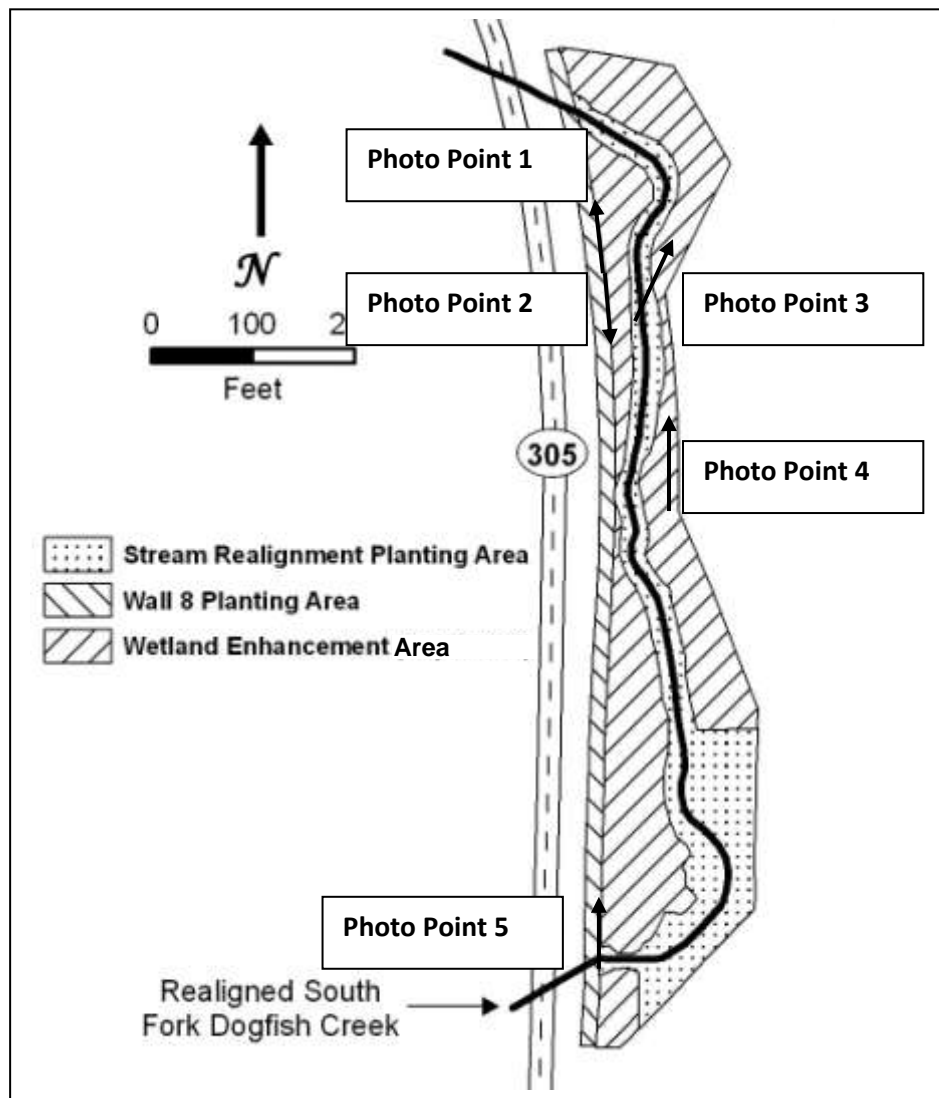 Photo Point 1
N
Photo Point 2
Photo Point 3
0 100 2
Feet
305
Photo Point 4
Stream Realignment Planting Area
Wall 8 Planting Area
Wetland Enhancement Area
Photo Point 5
Realigned South
Fork Dogfish Creek